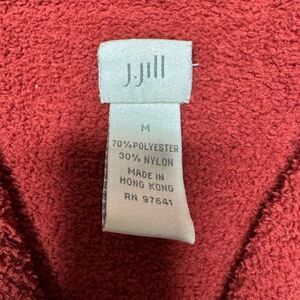 J.Jill
M
70% POLYESTER
30% NYLON
MADE IN
HONG KONG
RN 97641